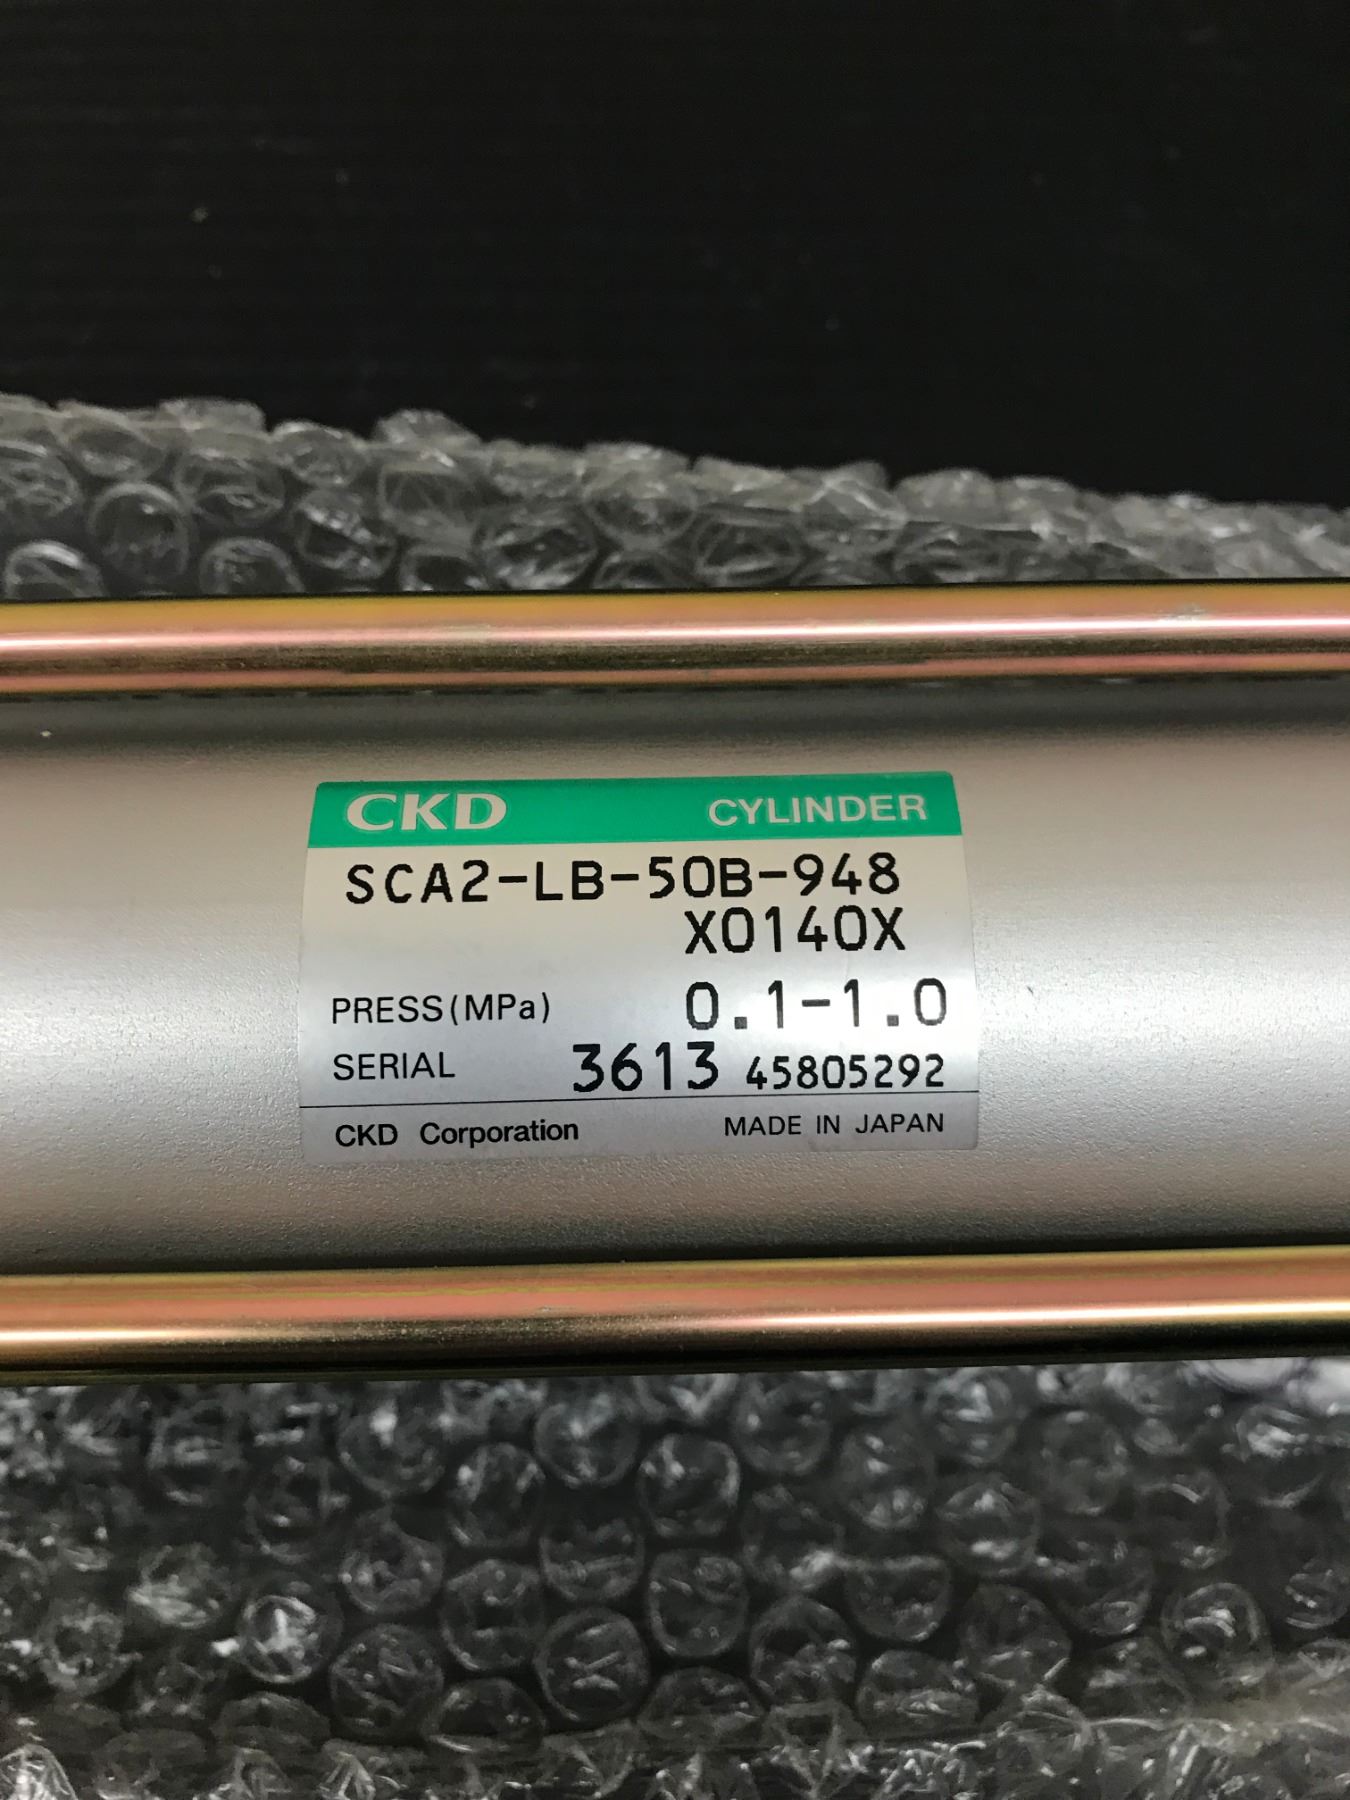 CKD CYLINDER
SCA2-LB-50B-948
X0140X
PRESS(MPa) 0.1-1.0
SERIAL 3613 45805292
CKD Corporation MADE IN JAPAN